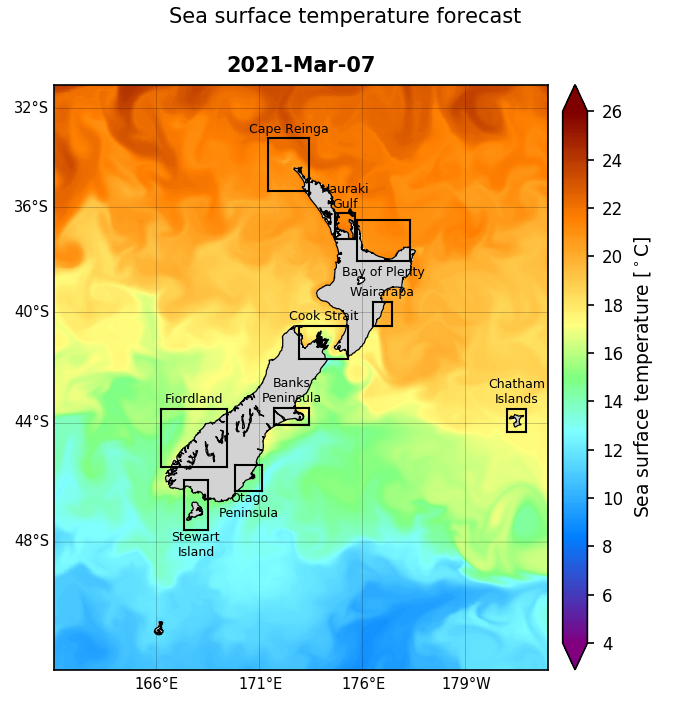 Sea surface temperature forecast
2021-Mar-07
32°S
36°S
40°S
44°S
48°S
166°E
171°E
176°E
179°W
Cape Reinga
Hauraki
Gulf
Bay of Plenty
Wairarapa
Cook Strait
Banks
Peninsula
Fiordland
Chatham
Islands
Otago
Peninsula
Stewart
Island
26
24
22
20
18
16
14
12
10
8
6
4
Sea surface temperature [°C]